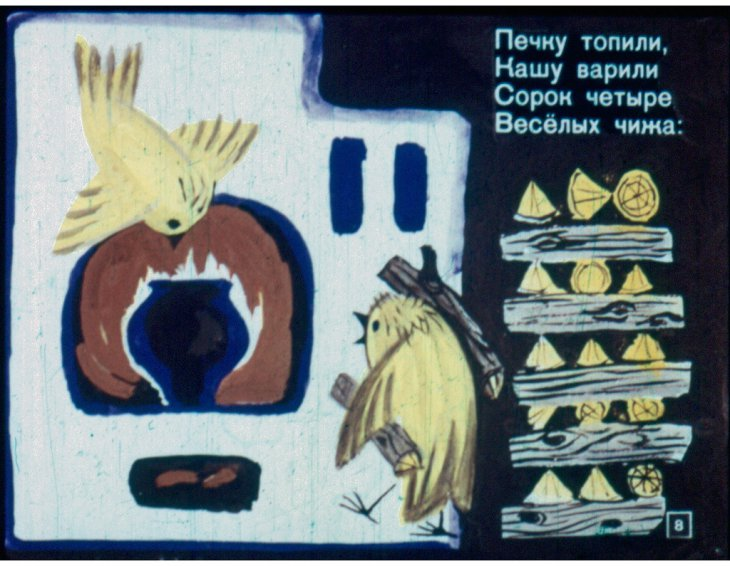 Печку топили,
Кашу варили
Сорок четыре
Весёлых чижа:
8